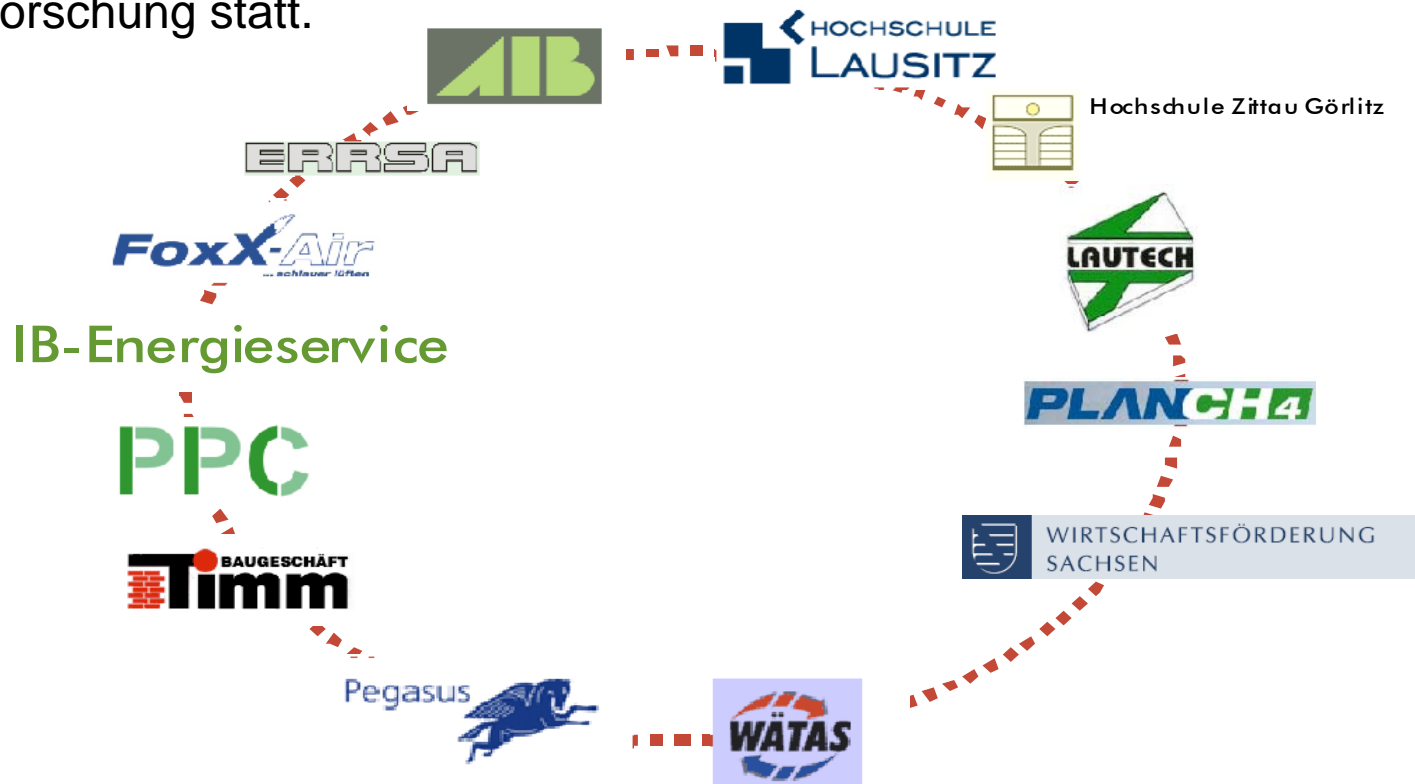 orschung statt.
AIB
HOCHSCHULE
LAUSITZ
Hochschule Zittau Görlitz
ERRSA
LAUTECH
FoxX-Air
... schlauer lüften
IB-Energieservice
PLANCH4
PPC
WIRTSCHAFTSFÖRDERUNG
SACHSEN
BAUGESCHÄFT
Timm
Pegasus
WÄTAS